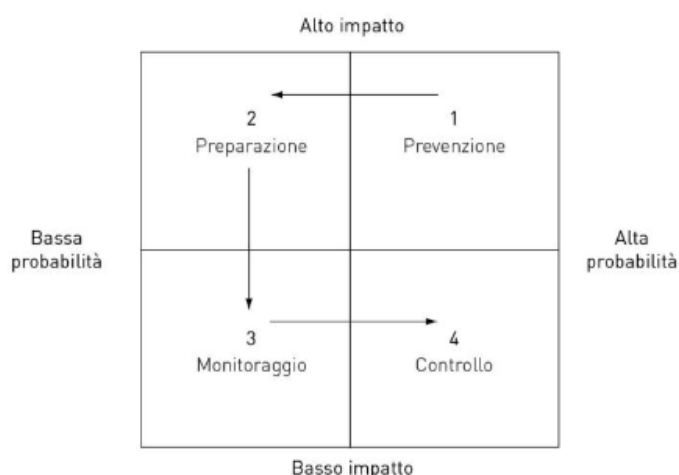 Alto impatto
2
Preparazione
1
Prevenzione
Bassa
probabilità
Alta
probabilità
3
Monitoraggio
4
Controllo
Basso impatto